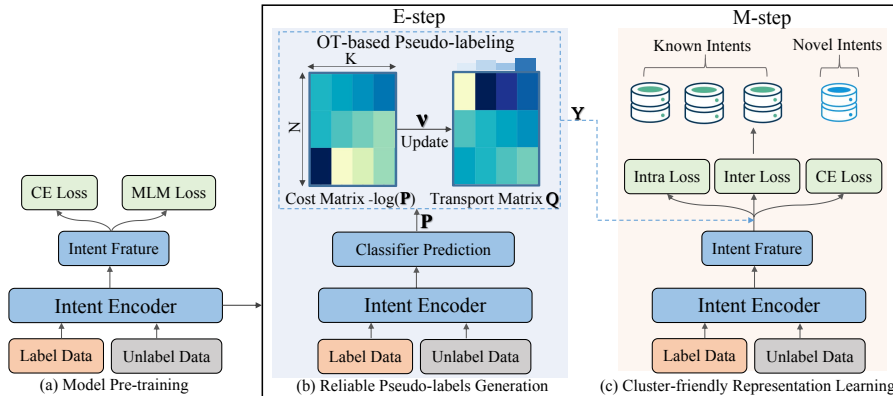 E-step
M-step
OT-based Pseudo-labeling
K
N
ν
Update
Cost Matrix -log(P)
Transport Matrix Q
Y
P
Classifier Prediction
Intent Encoder
Label Data
Unlabel Data
(b) Reliable Pseudo-labels Generation
CE Loss
MLM Loss
Intent Frature
Intent Encoder
Label Data
Unlabel Data
(a) Model Pre-training
Known Intents
Novel Intents
Intra Loss
Inter Loss
CE Loss
Intent Frature
Intent Encoder
Label Data
Unlabel Data
(c) Cluster-friendly Representation Learning